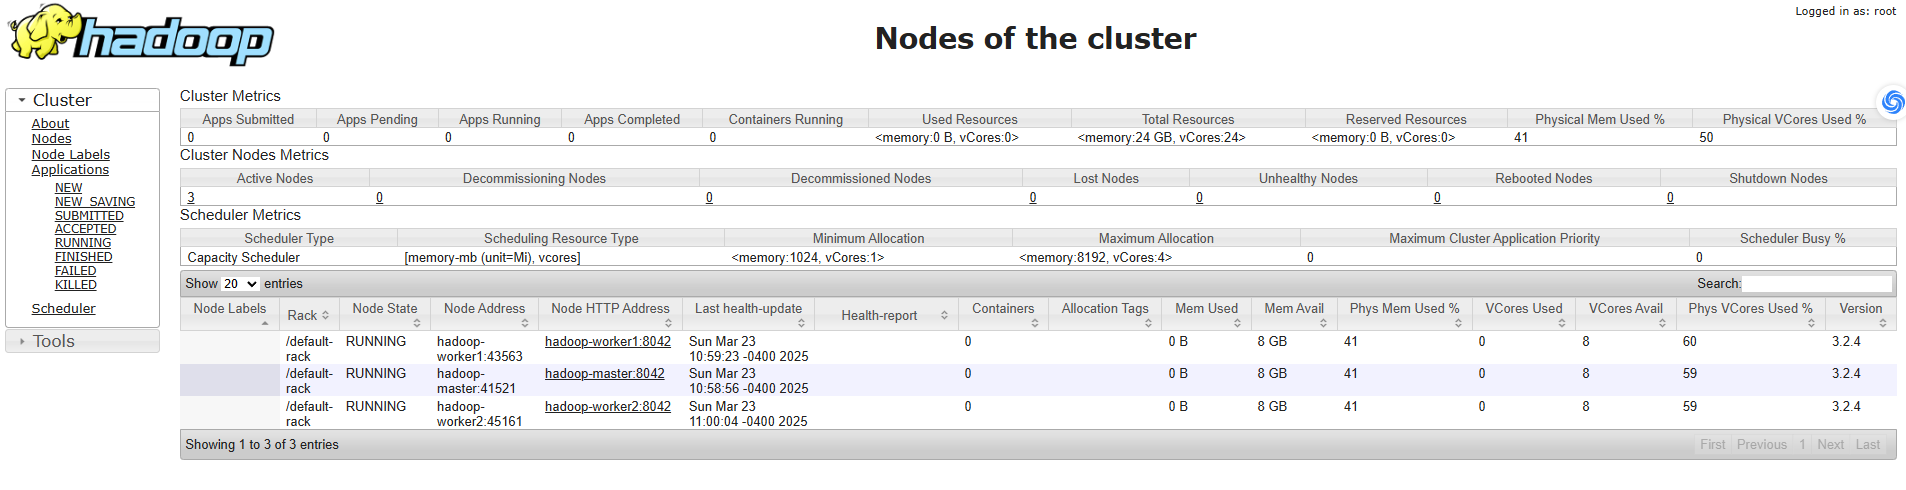 Logged in as: root
hadoop
Nodes of the cluster
Cluster
About
Nodes
Node Labels
Applications
NEW
NEW_SAVING
SUBMITTED
ACCEPTED
RUNNING
FINISHED
FAILED
KILLED
Scheduler
Tools
Cluster Metrics
Apps Submitted Apps Pending Apps Running Apps Completed Containers Running Used Resources Total Resources Reserved Resources Physical Mem Used % Physical VCores Used %
0 0 0 0 0 <memory:0 B, vCores:0> <memory:24 GB, vCores:24> <memory:0 B, vCores:0> 41 50
Cluster Nodes Metrics
Active Nodes Decommissioning Nodes Decommissioned Nodes Lost Nodes Unhealthy Nodes Rebooted Nodes Shutdown Nodes
3 0 0 0 0 0 0
Scheduler Metrics
Scheduler Type Scheduling Resource Type Minimum Allocation Maximum Allocation Maximum Cluster Application Priority Scheduler Busy %
Capacity Scheduler [memory-mb (unit=Mi), vcores] <memory:1024, vCores:1> <memory:8192, vCores:4> 0 0
Show 20 entries Search:
Node Labels Rack Node State Node Address Node HTTP Address Last health-update Health-report Containers Allocation Tags Mem Used Mem Avail Phys Mem Used % VCores Used VCores Avail Phys VCores Used % Version
/default- RUNNING hadoop- hadoop-worker1:8042 Sun Mar 23 0 0 B 8 GB 41 0 8 60 3.2.4
rack worker1:43563 10:59:23 -0400 2025
/default- RUNNING hadoop- hadoop-master:8042 Sun Mar 23 0 0 B 8 GB 41 0 8 59 3.2.4
rack master:41521 10:58:56 -0400 2025
/default- RUNNING hadoop- hadoop-worker2:8042 Sun Mar 23 0 0 B 8 GB 41 0 8 59 3.2.4
rack worker2:45161 11:00:04 -0400 2025
Showing 1 to 3 of 3 entries First Previous 1 Next Last